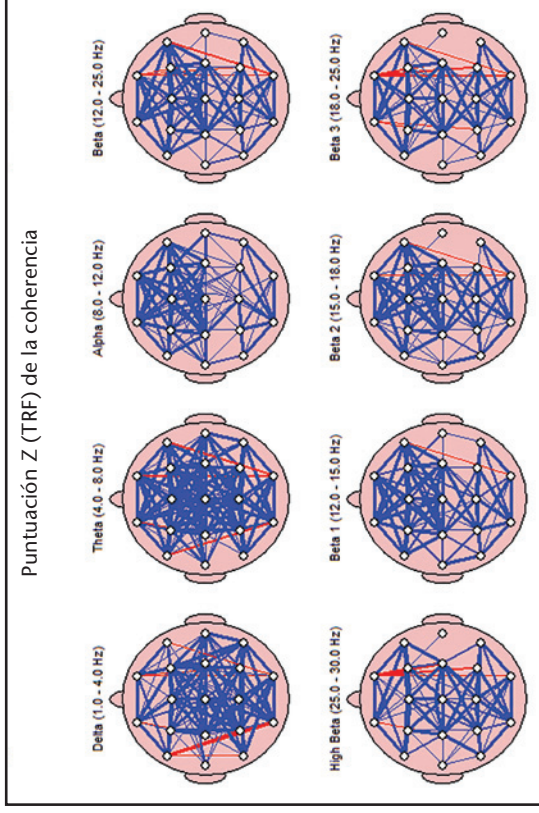 Puntuación Z (TRF) de la coherencia
Delta (1.0 - 4.0 Hz)
Theta (4.0 - 8.0 Hz)
Alpha (8.0 - 12.0 Hz)
Beta (12.0 - 25.0 Hz)
High Beta (25.0 - 30.0 Hz)
Beta 1 (12.0 - 15.0 Hz)
Beta 2 (15.0 - 18.0 Hz)
Beta 3 (18.0 - 25.0 Hz)